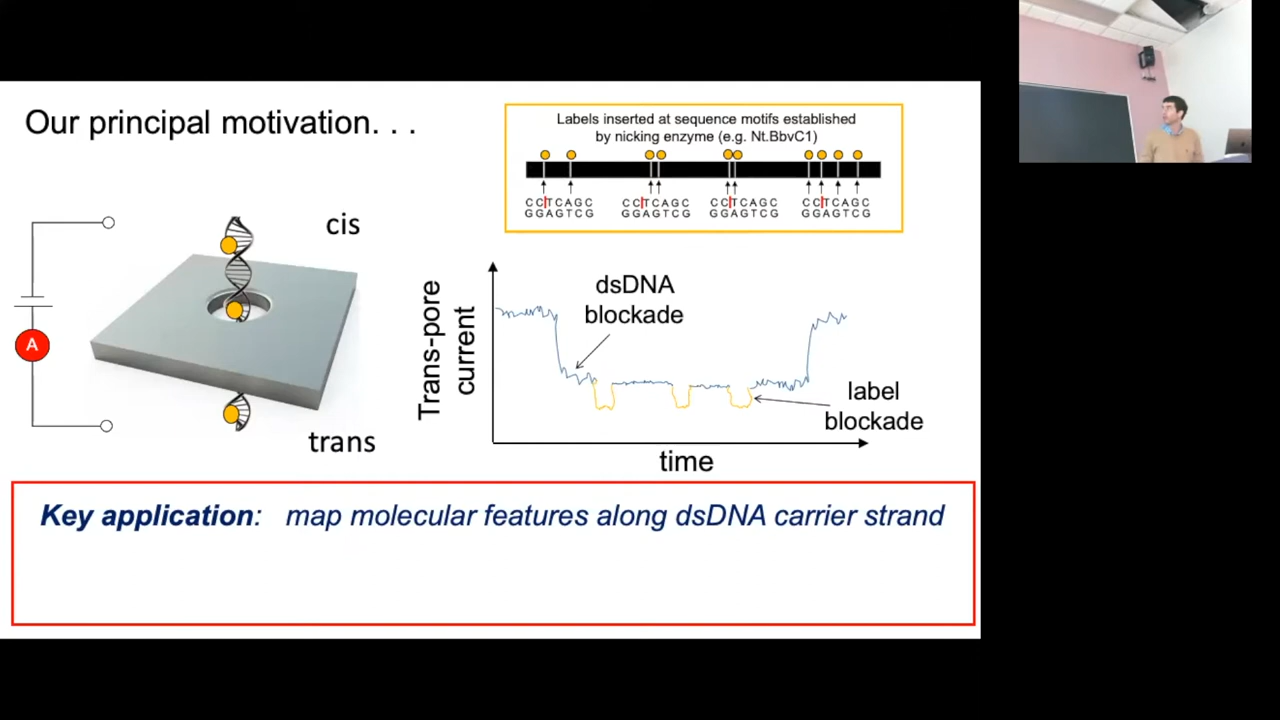 Our principal motivation. . .
Labels inserted at sequence motifs established
by nicking enzyme (e.g. Nt.BbvC1)
CCTCAGC CCTCAGC CCTCAGC CCTCAGC
GGAGTCG GGAGTCG GGAGTCG GGAGTCG
cis
A
trans
Trans-pore
current
dsDNA
blockade
label
blockade
time
Key application: map molecular features along dsDNA carrier strand